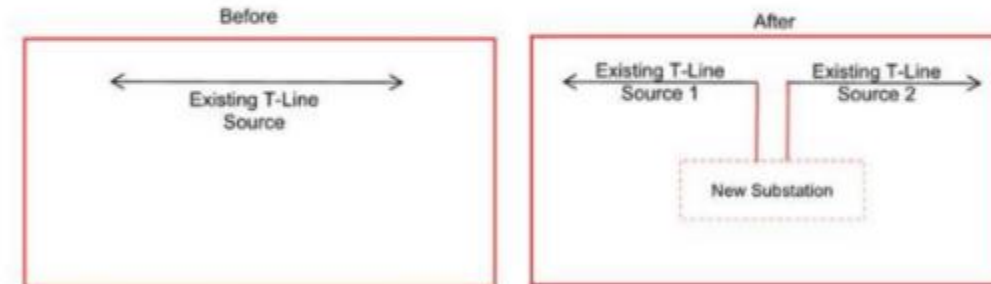 Before
Existing T-Line
Source
After
Existing T-Line
Source 1
Existing T-Line
Source 2
New Substation